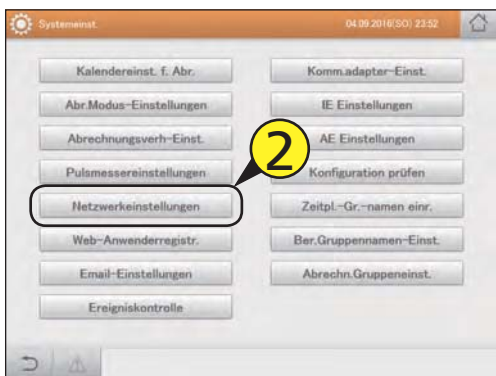 Systemeinst.
04.09.2016(SO) 23:52
Kalendereinst. f. Abr.
Komm.adapter-Einst.
Abr.Modus-Einstellungen
IE Einstellungen
Abrechnungsverh-Einst.
AE Einstellungen
2
Pulsmessereinstellungen
Konfiguration prüfen
Netzwerkeinstellungen
Zeitpl.-Gr.-namen einr.
Web-Anwenderregistr.
Ber.Gruppennamen-Einst.
Email-Einstellungen
Abrechn.Gruppeneinst.
Ereigniskontrolle